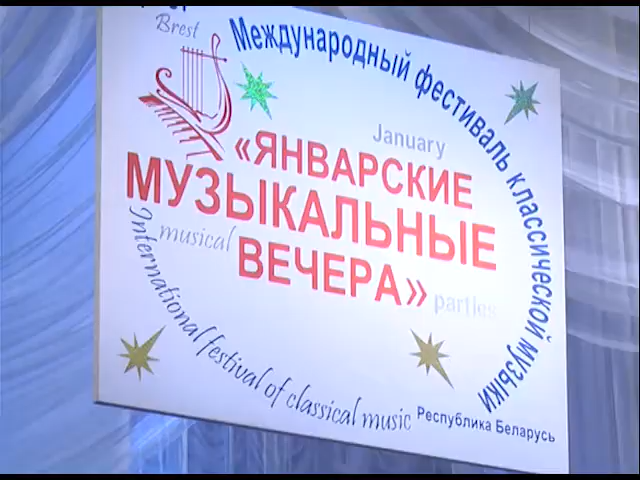 Brest
Международный фестиваль классической музыки
January
«ЯНВАРСКИЕ
МУЗЫКАЛЬНЫЕ
musical
ВЕЧЕРА»
parties
International festival of classical music
Республика Беларусь